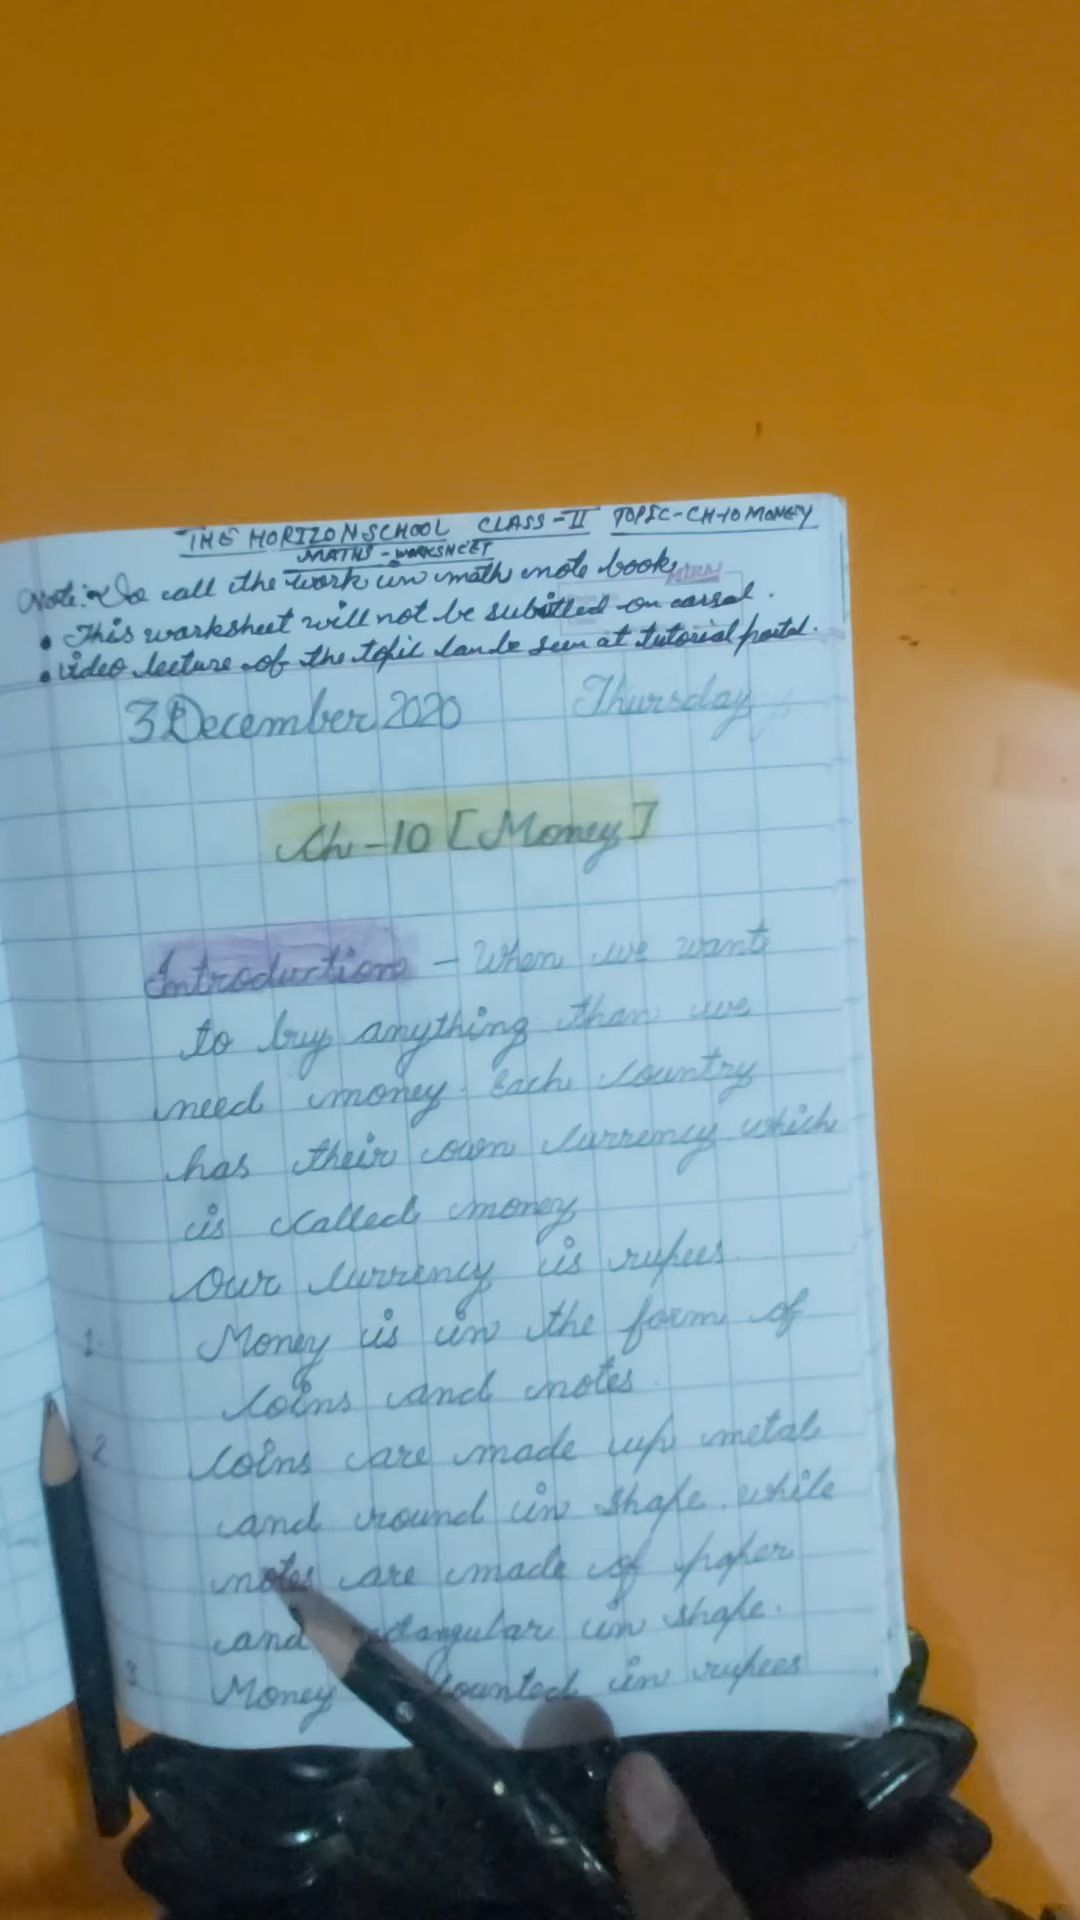 THE HORIZON SCHOOL CLASS-II TOPIC-CH-10 MONEY
MATHS-WORKSHEET
Note:- Do all the work in math note book
• This warksheet will not be submitted on
• Video lecture of the topic can be seen at tutorial portal.
3 December 2020 Thursday
Ch-10 [Money]
Introduction - When we want
to buy anything than we
need money. Each country
has their own currency which
is called money
Our currency is rupees.
1. Money is in the form of
coins and notes.
2 Coins are made up metal
and round in shape. while
notes are made of paper
and rectangular in shape.
3 Money counted in rupees